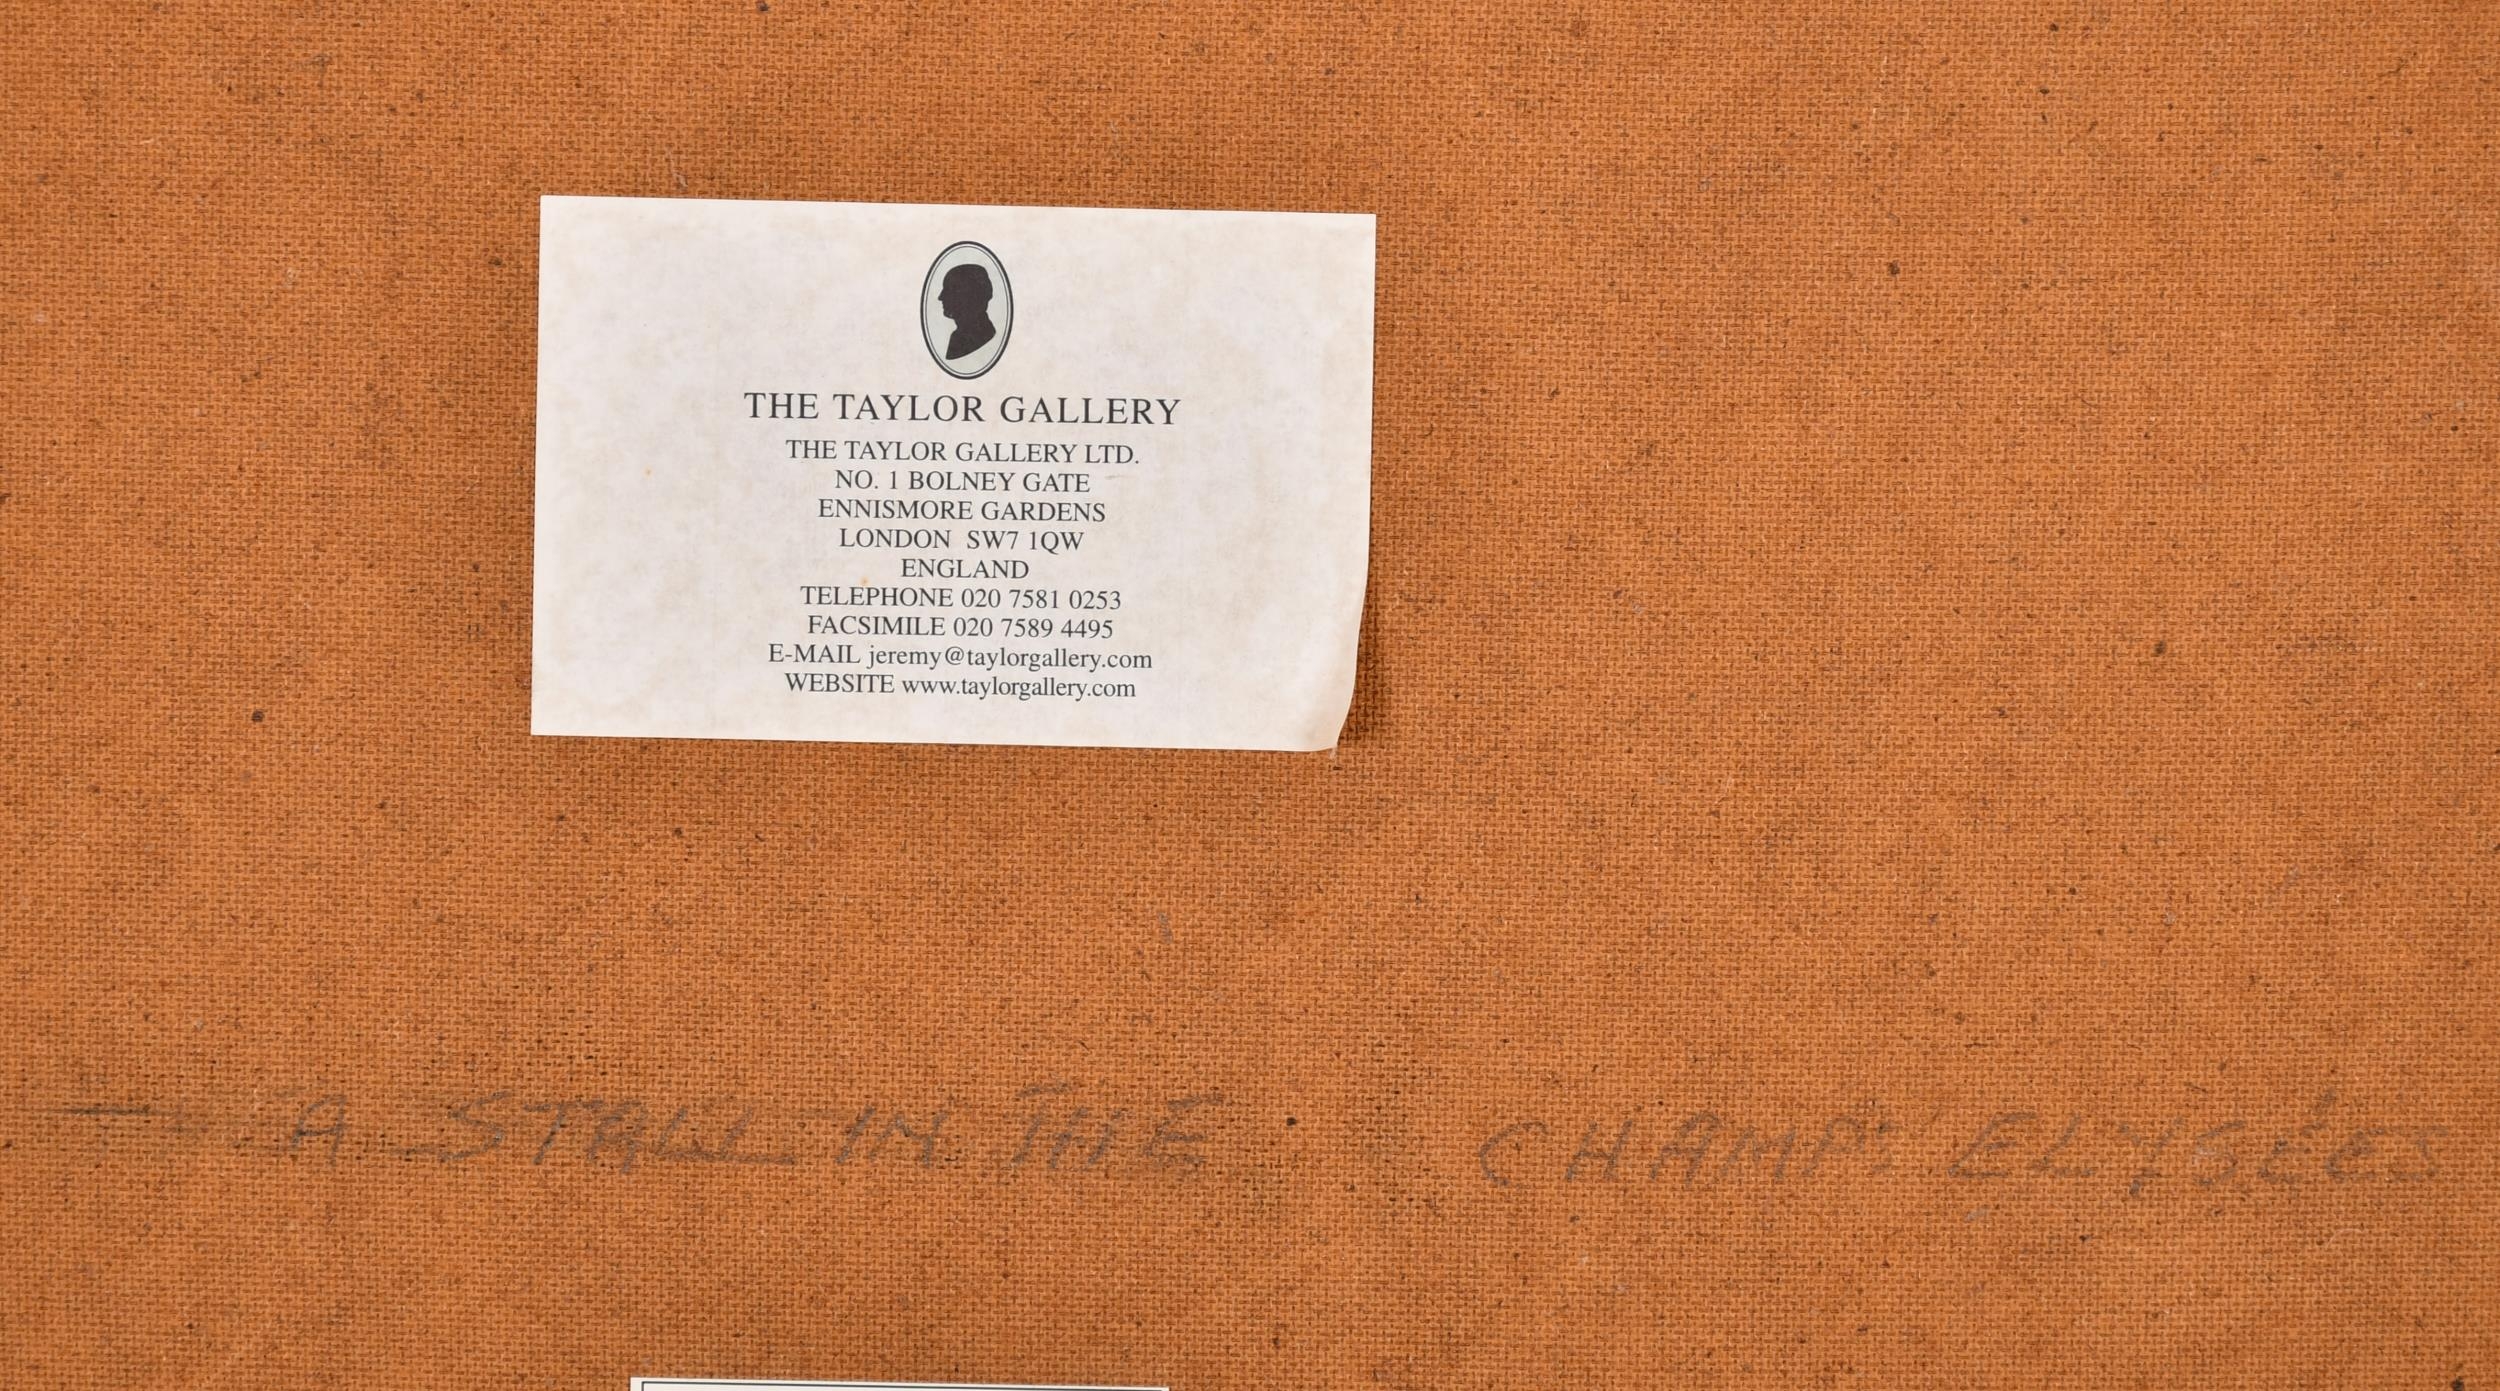 THE TAYLOR GALLERY
THE TAYLOR GALLERY LTD.
NO. 1 BOLNEY GATE
ENNISMORE GARDENS
LONDON SW7 1QW
ENGLAND
TELEPHONE 020 7581 0253
FACSIMILE 020 7589 4495
E-MAIL jeremy@taylorgallery.com
WEBSITE www.taylorgallery.com
A STALL IN THE CHAMPS ELYSÉES